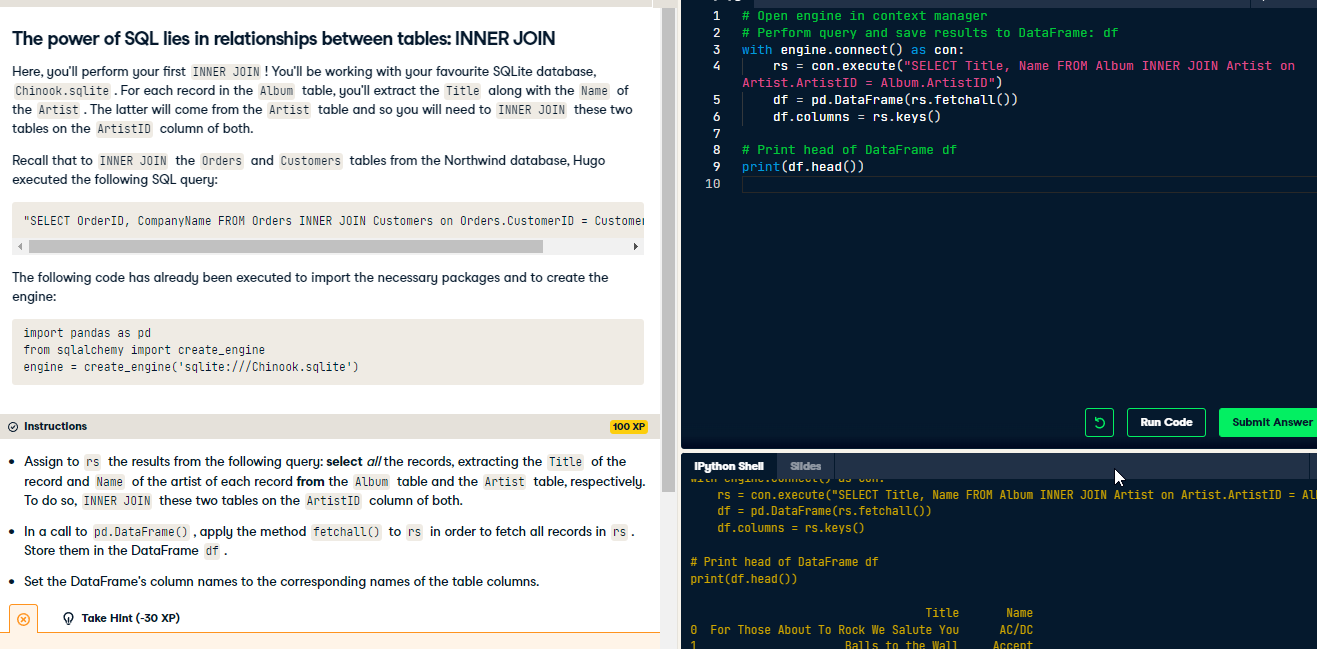 The power of SQL lies in relationships between tables: INNER JOIN
Here, you'll perform your first INNER JOIN ! You'll be working with your favourite SQLite database,
Chinook.sqlite . For each record in the Album table, you'll extract the Title along with the Name of
the Artist . The latter will come from the Artist table and so you will need to INNER JOIN these two
tables on the ArtistID column of both.
Recall that to INNER JOIN the Orders and Customers tables from the Northwind database, Hugo
executed the following SQL query:
"SELECT OrderID, CompanyName FROM Orders INNER JOIN Customers on Orders.CustomerID = Customer
The following code has already been executed to import the necessary packages and to create the
engine:
import pandas as pd
from sqlalchemy import create_engine
engine = create_engine('sqlite:///Chinook.sqlite')
Instructions
100 XP
• Assign to rs the results from the following query: select all the records, extracting the Title of the
record and Name of the artist of each record from the Album table and the Artist table, respectively.
To do so, INNER JOIN these two tables on the ArtistID column of both.
• In a call to pd.DataFrame() , apply the method fetchall() to rs in order to fetch all records in rs .
Store them in the DataFrame df .
• Set the DataFrame's column names to the corresponding names of the table columns.
Take Hint (-30 XP)
1 # Open engine in context manager
2 # Perform query and save results to DataFrame: df
3 with engine.connect() as con:
4 rs = con.execute("SELECT Title, Name FROM Album INNER JOIN Artist on
Artist.ArtistID = Album.ArtistID")
5 df = pd.DataFrame(rs.fetchall())
6 df.columns = rs.keys()
7
8 # Print head of DataFrame df
9 print(df.head())
10
Run Code
Submit Answer
IPython Shell
Slides
with engine.connect() as con:
rs = con.execute("SELECT Title, Name FROM Album INNER JOIN Artist on Artist.ArtistID = Al
df = pd.DataFrame(rs.fetchall())
df.columns = rs.keys()
# Print head of DataFrame df
print(df.head())
Title Name
0 For Those About To Rock We Salute You AC/DC
1 Balls to the Wall Accept